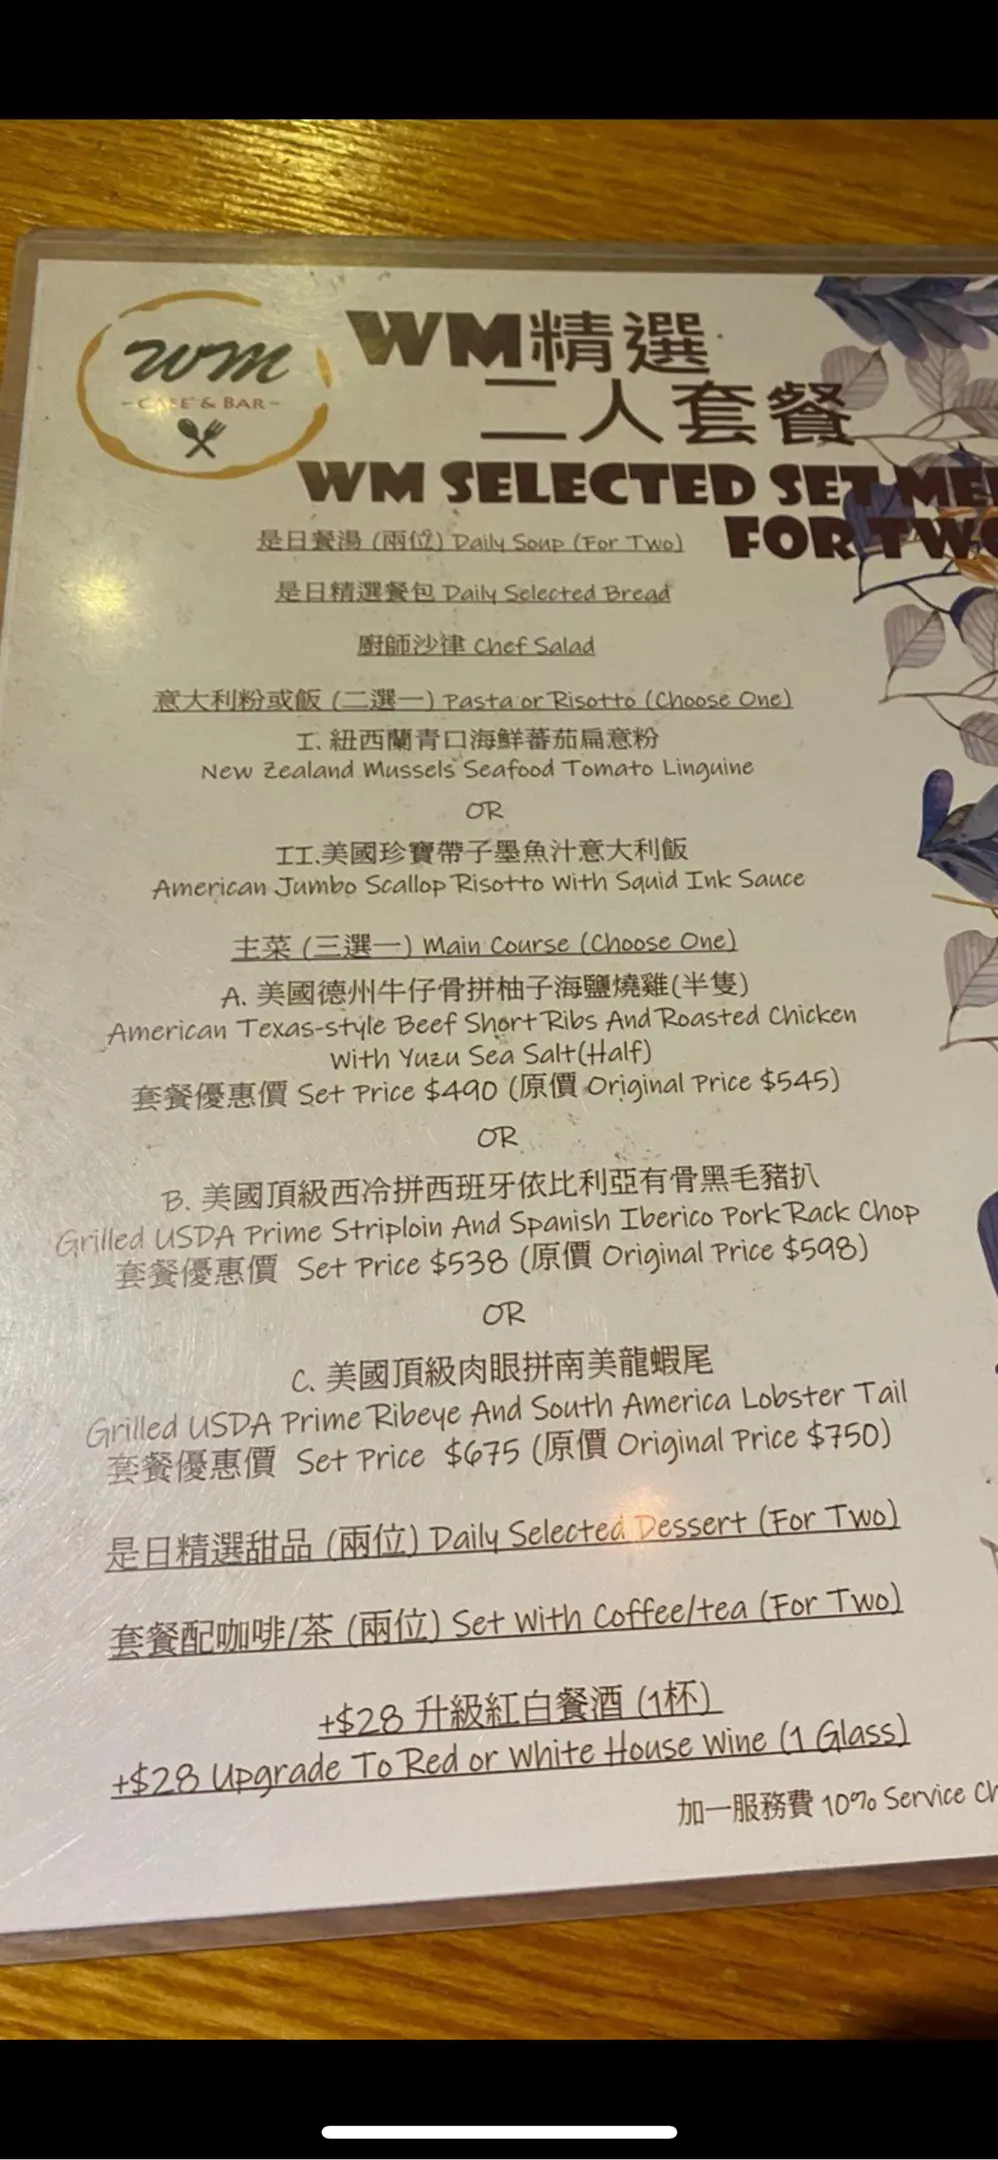 WM
-CAFE & BAR-
WM精選
二人套餐
WM SELECTED SET
FOR
是日餐湯 (兩位) Daily Soup (For Two)
是日精選餐包 Daily Selected Bread
廚師沙律 Chef Salad
意大利粉或飯 (二選一) Pasta or Risotto (Choose One)
I. 紐西蘭青口海鮮蕃茄扁意粉
New Zealand Mussels Seafood Tomato Linguine
OR
II.美國珍寶帶子墨魚汁意大利飯
American Jumbo Scallop Risotto With Squid Ink Sauce
主菜 (三選一) Main Course (Choose One)
A. 美國德州牛仔骨拼柚子海鹽燒雞(半隻)
American Texas-style Beef Short Ribs And Roasted Chicken
With Yuzu Sea Salt(Half)
套餐優惠價 Set Price $490 (原價 Original Price $545)
OR
B. 美國頂級西冷拼西班牙依比利亞有骨黑毛豬扒
Grilled USDA Prime Striploin And Spanish Iberico Pork Rack Chop
套餐優惠價 Set Price $538 (原價 Original Price $598)
OR
C. 美國頂級肉眼拼南美龍蝦尾
Grilled USDA Prime Ribeye And South America Lobster Tail
套餐優惠價 Set Price $675 (原價 Original Price $750)
是日精選甜品 (兩位) Daily Selected Dessert (For Two)
套餐配咖啡/茶 (兩位) Set With Coffee/tea (For Two)
+$28 升級紅白餐酒 (1杯)
+$28 Upgrade To Red or White House Wine (1 Glass)
加一服務費 10% Service